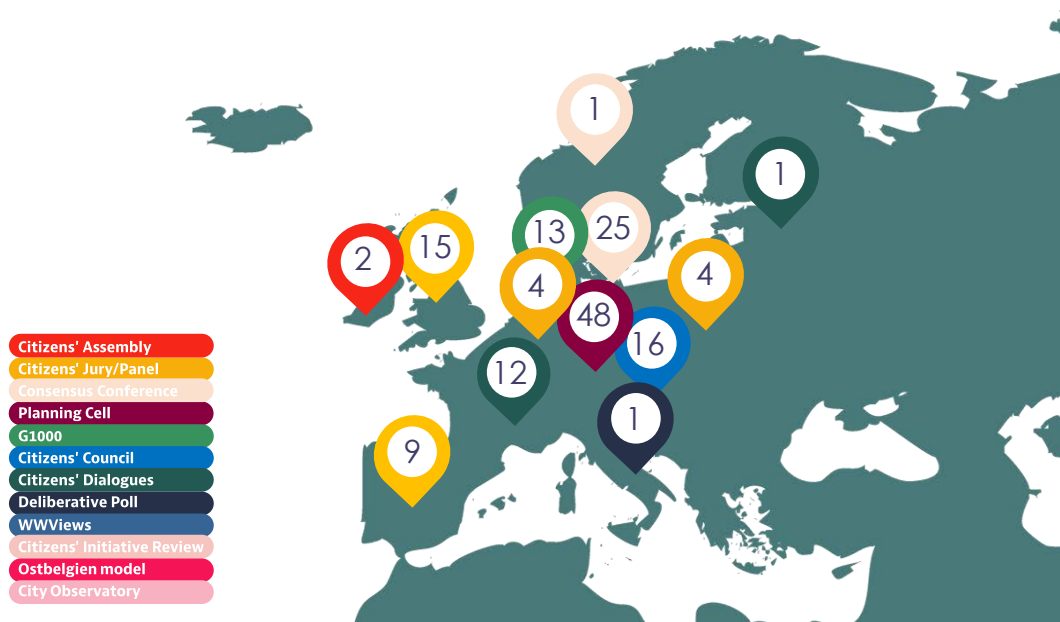 1
1
25
13
15
2
4
4
48
16
12
1
9
Citizens' Assembly
Citizens' Jury/Panel
Consensus Conference
Planning Cell
G1000
Citizens' Council
Citizens' Dialogues
Deliberative Poll
WWViews
Citizens' Initiative Review
Ostbelgien model
City Observatory